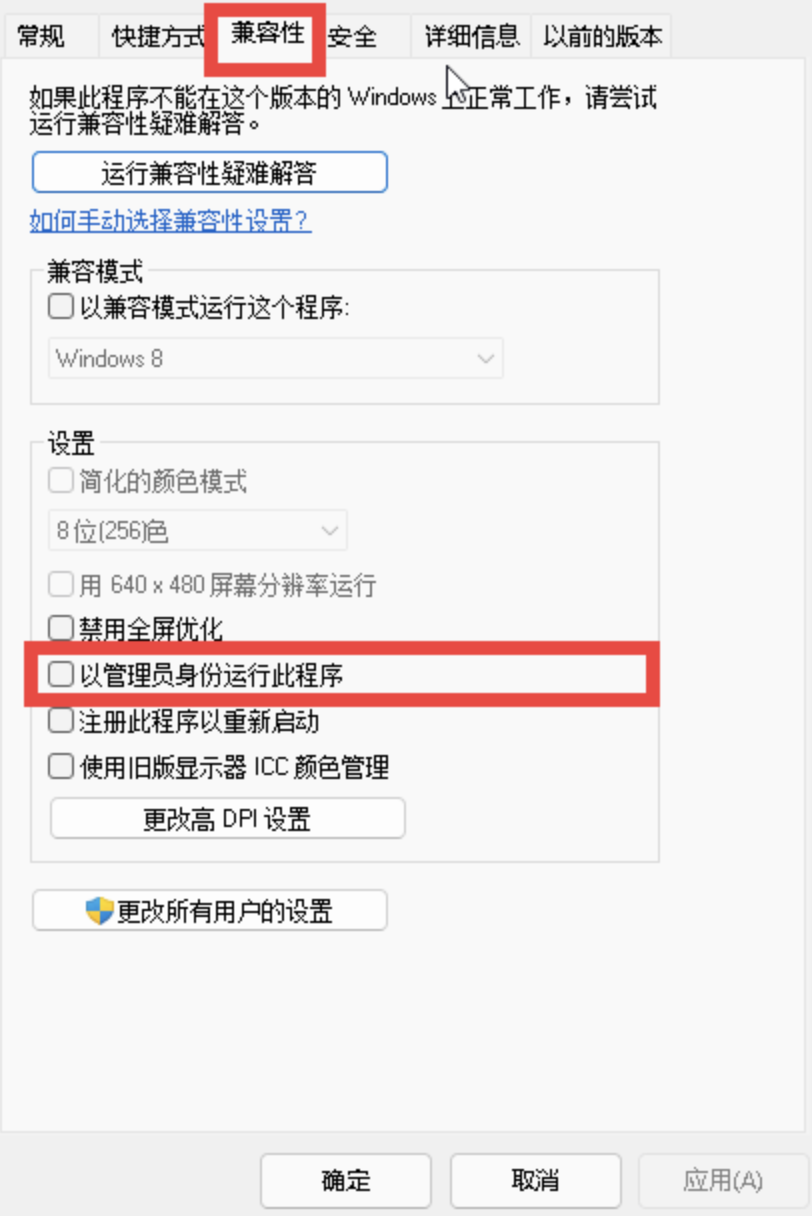 常规 快捷方式 兼容性 安全 详细信息 以前的版本
如果此程序不能在这个版本的 Windows 上正常工作，请尝试
运行兼容性疑难解答。
运行兼容性疑难解答
如何手动选择兼容性设置?
兼容模式
以兼容模式运行这个程序:
Windows 8
设置
简化的颜色模式
8 位(256)色
用 640 x 480 屏幕分辨率运行
禁用全屏优化
以管理员身份运行此程序
注册此程序以重新启动
使用旧版显示器 ICC 颜色管理
更改高 DPI 设置
更改所有用户的设置
确定 取消 应用(A)